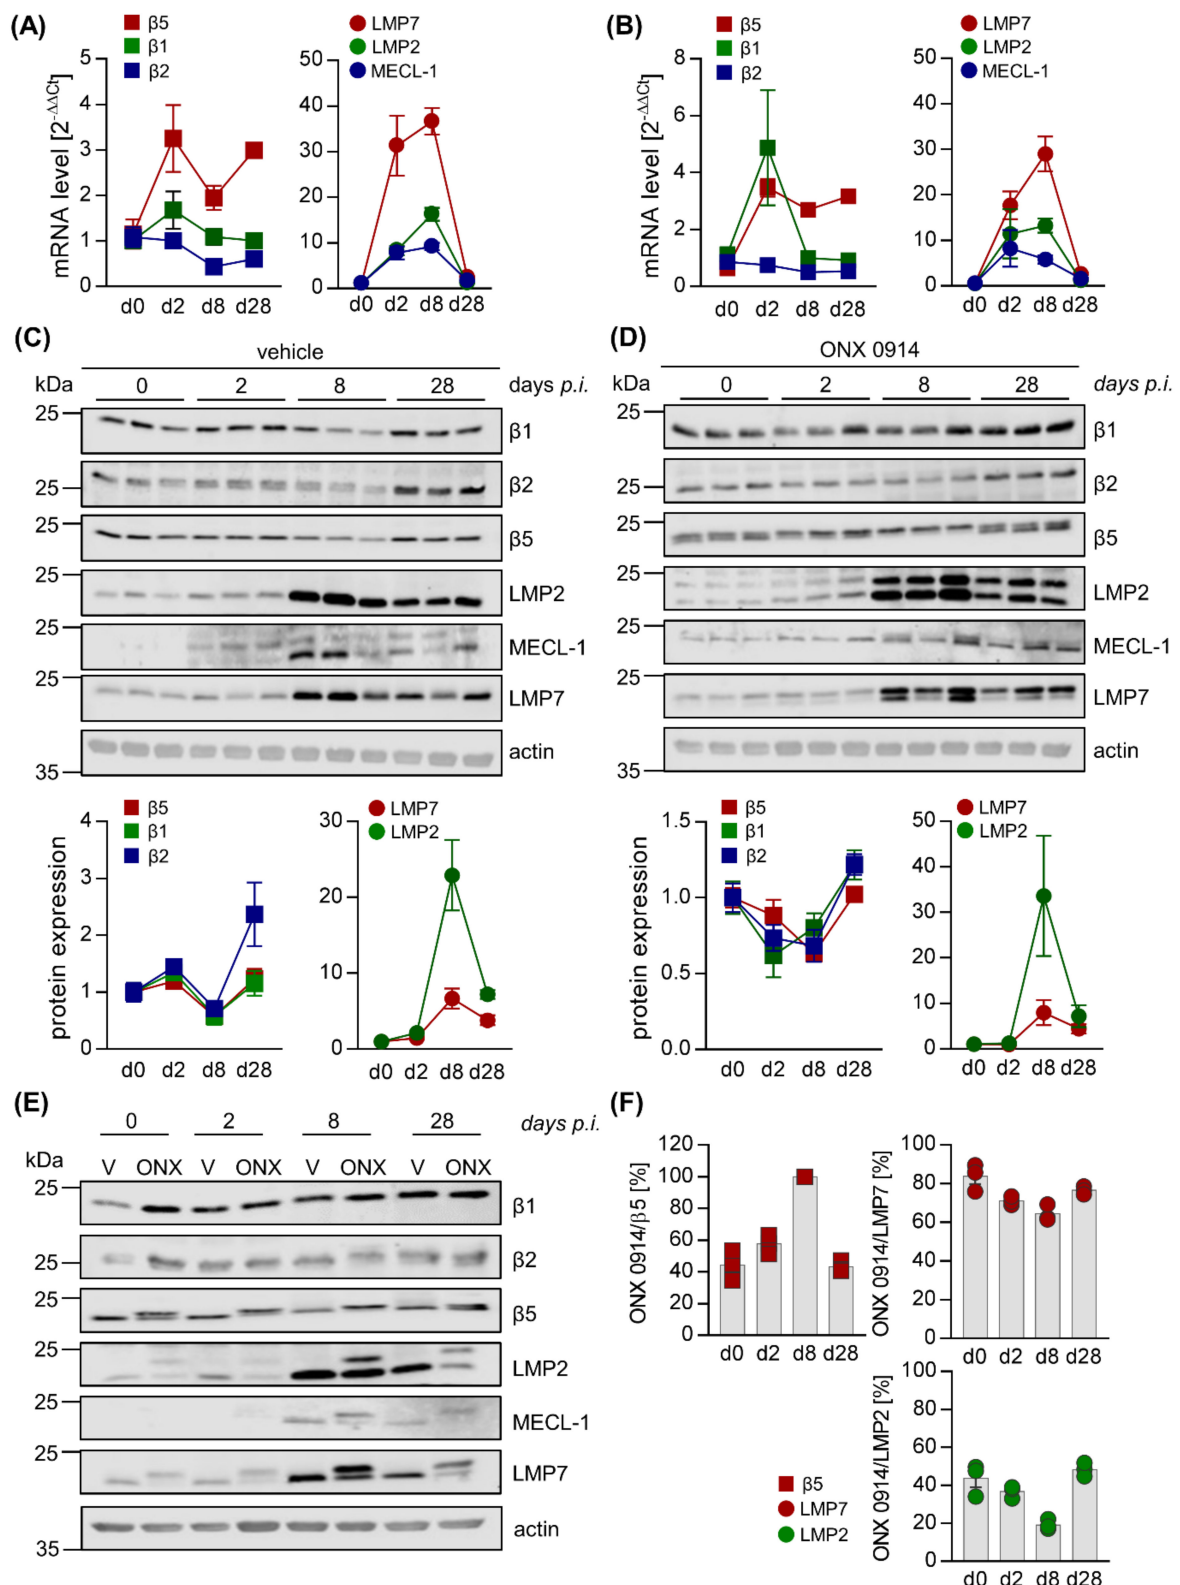 (A)
β5
β1
β2
mRNA level [2-ΔΔCt]
5
4
3
2
1
0
d0 d2 d8 d28
LMP7
LMP2
MECL-1
50
40
30
20
10
0
d0 d2 d8 d28
(B)
β5
β1
β2
mRNA level [2-ΔΔCt]
8
6
4
2
0
d0 d2 d8 d28
LMP7
LMP2
MECL-1
50
40
30
20
10
0
d0 d2 d8 d28
(C)
vehicle
kDa 0 2 8 28 days p.i.
25 β1
25 β2
25 β5
25 LMP2
25 MECL-1
25 LMP7
35 actin
β5
β1
β2
protein expression
4
3
2
1
0
d0 d2 d8 d28
LMP7
LMP2
30
20
10
0
d0 d2 d8 d28
(D)
ONX 0914
kDa 0 2 8 28 days p.i.
25 β1
25 β2
25 β5
25 LMP2
25 MECL-1
25 LMP7
35 actin
β5
β1
β2
protein expression
1.5
1.0
0.5
0.0
d0 d2 d8 d28
LMP7
LMP2
50
40
30
20
10
0
d0 d2 d8 d28
(E)
0 2 8 28 days p.i.
kDa V ONX V ONX V ONX V ONX
25 β1
25 β2
25 β5
25 LMP2
25 MECL-1
25 LMP7
35 actin
(F)
ONX 0914/β5 [%]
120
100
80
60
40
20
0
d0 d2 d8 d28
ONX 0914/LMP7 [%]
100
80
60
40
20
0
d0 d2 d8 d28
β5
LMP7
LMP2
ONX 0914/LMP2 [%]
100
80
60
40
20
0
d0 d2 d8 d28